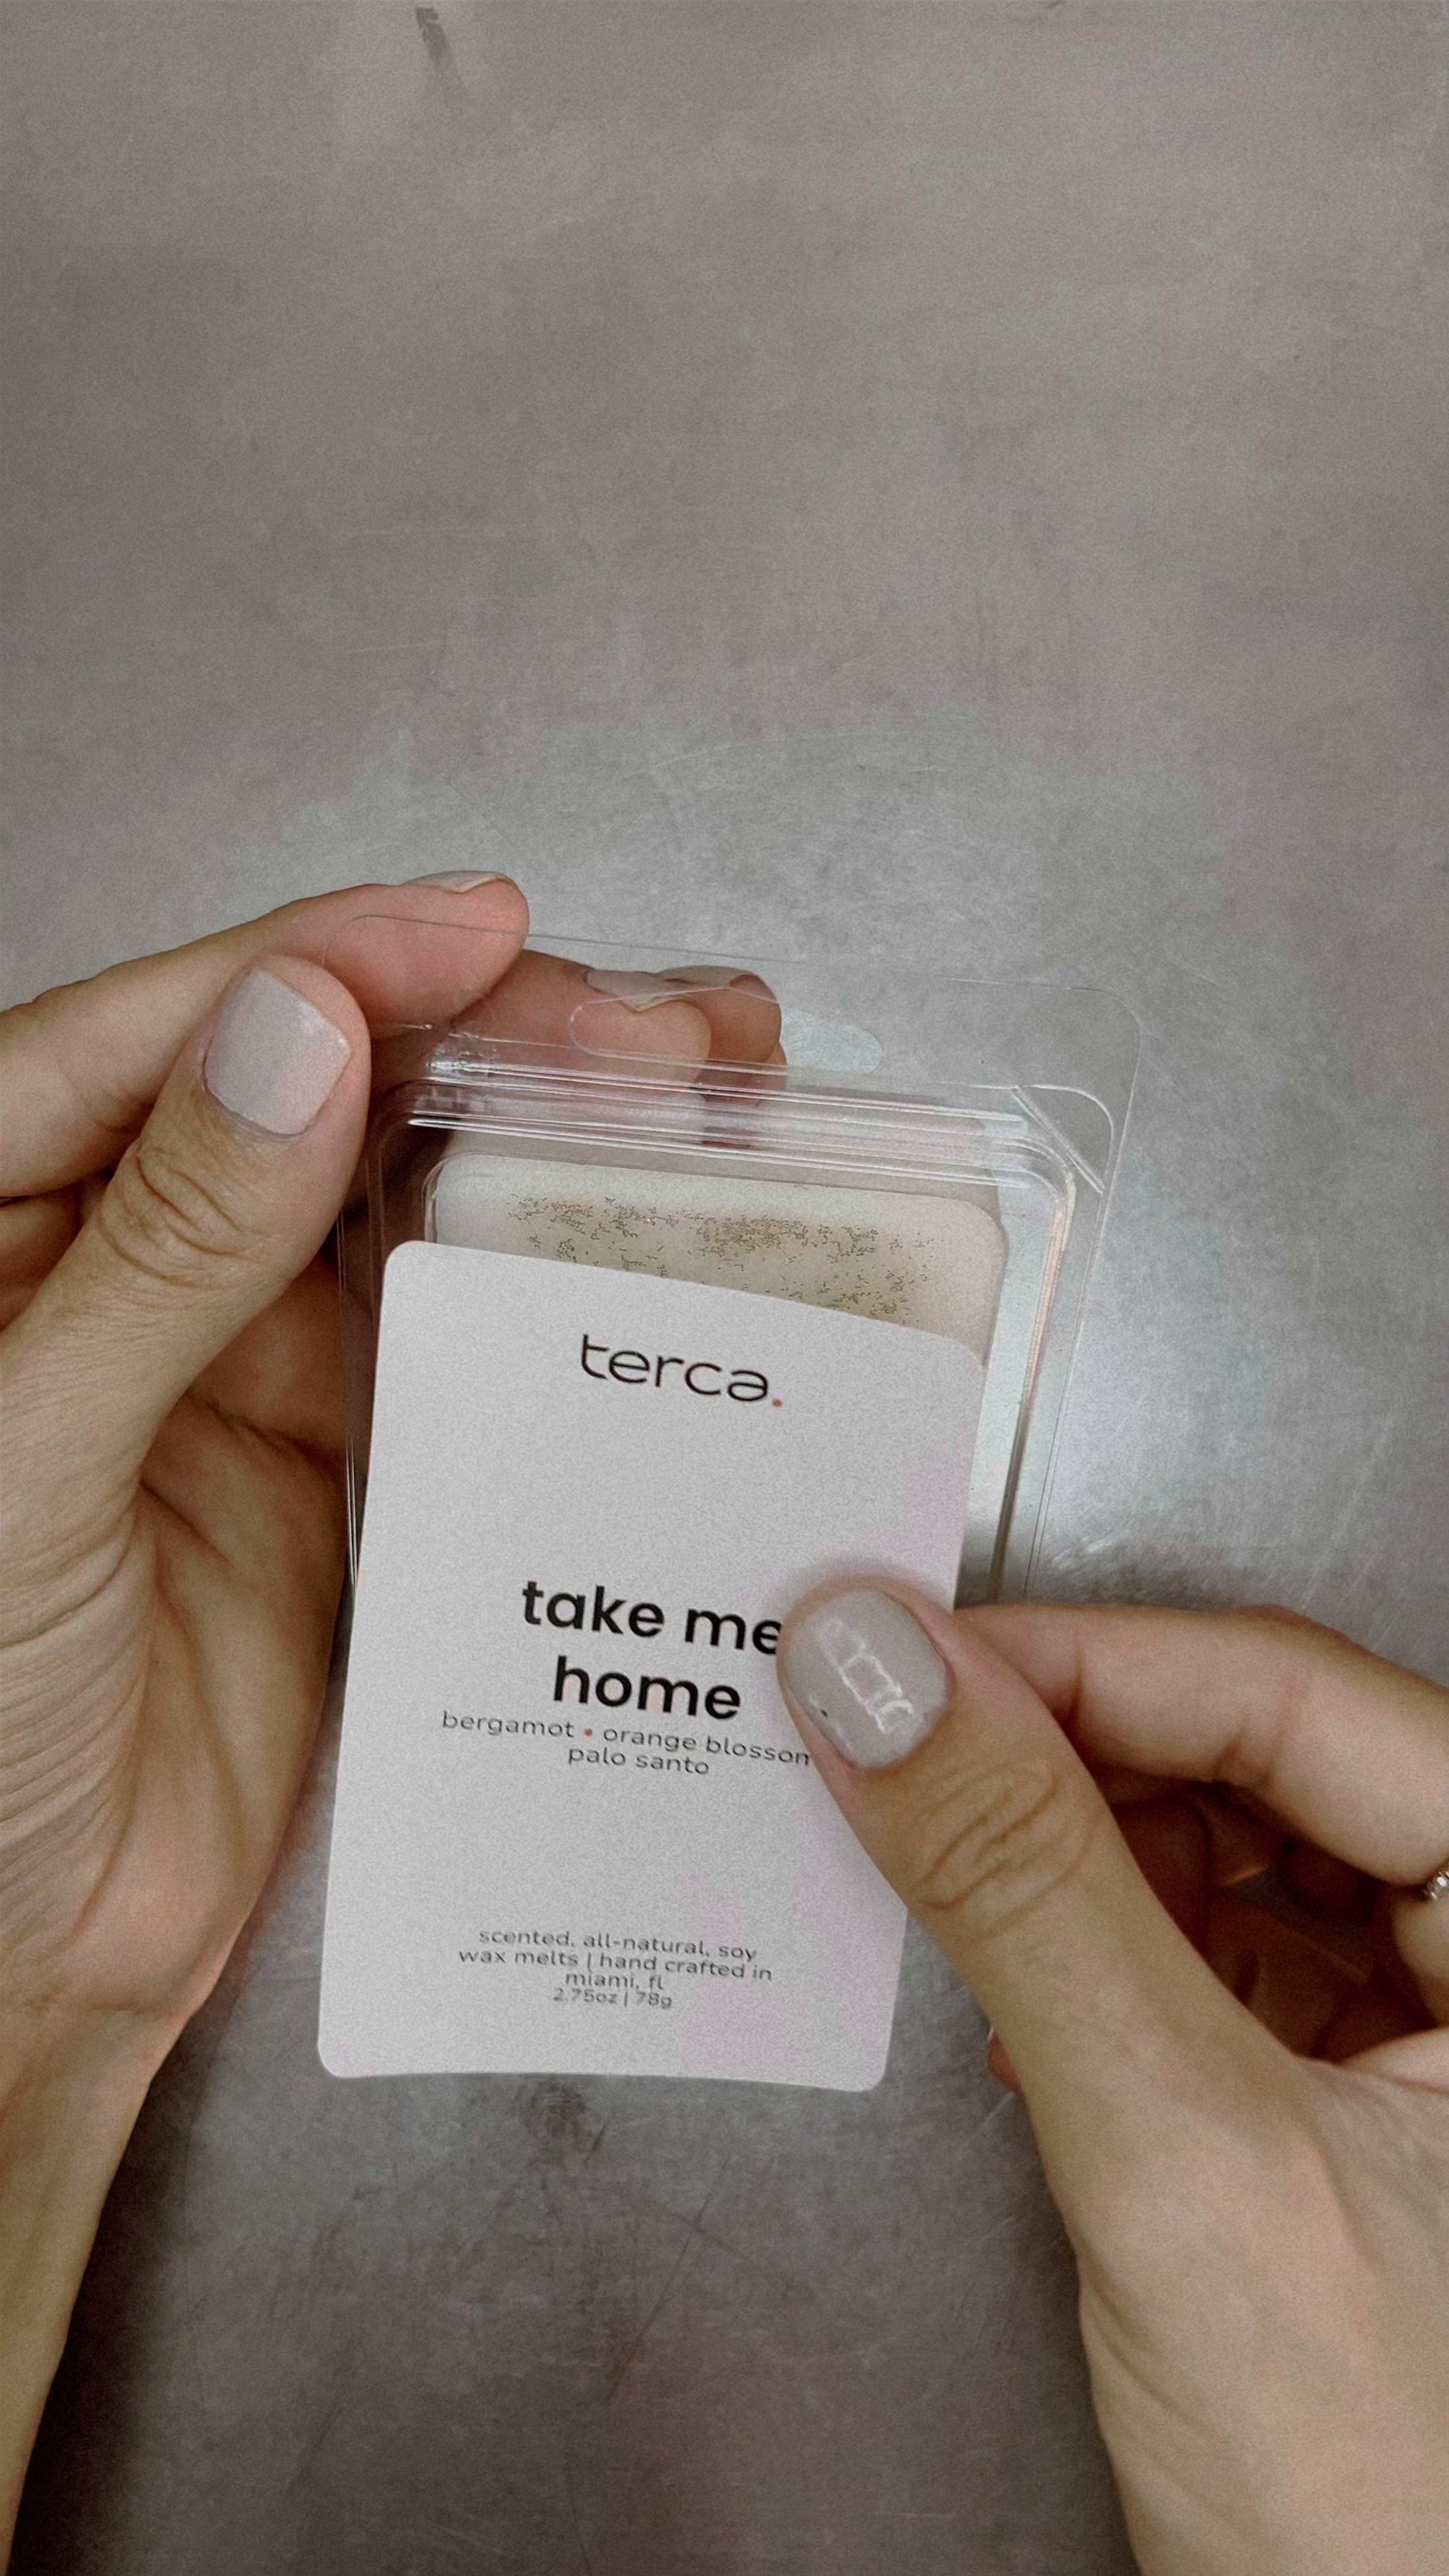 terca.
take me
home
bergamot • orange blossom
palo santo
scented, all-natural, soy
wax melts | hand crafted in
miami, fl
2.75oz | 78g